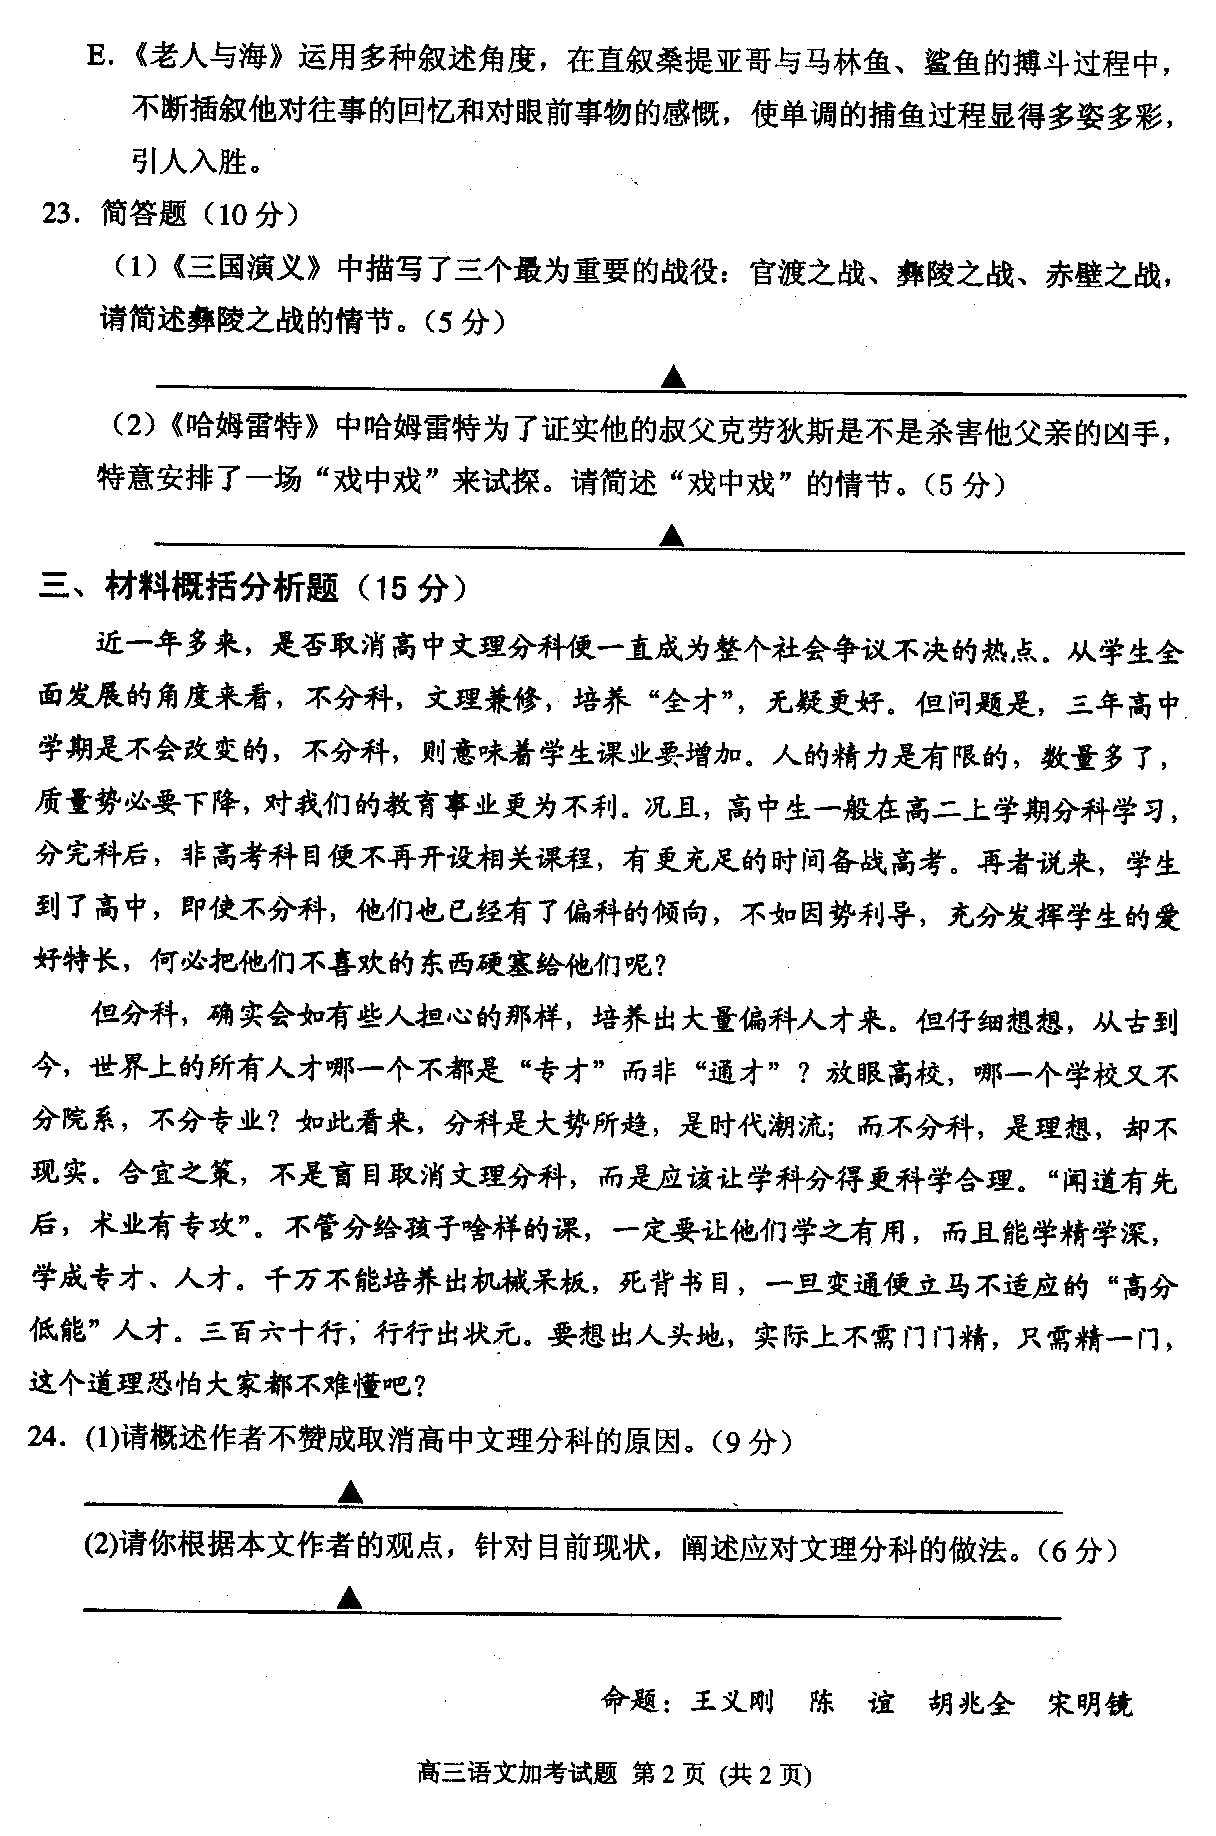 E.《老人与海》运用多种叙述角度，在直叙桑提亚哥与马林鱼、鲨鱼的搏斗过程中，
不断插叙他对往事的回忆和对眼前事物的感慨，使单调的捕鱼过程显得多姿多彩，
引人入胜。
23．简答题（10 分）
（1）《三国演义》中描写了三个最为重要的战役：官渡之战、彝陵之战、赤壁之战，
请简述彝陵之战的情节。（5 分）
▲
（2）《哈姆雷特》中哈姆雷特为了证实他的叔父克劳狄斯是不是杀害他父亲的凶手，
特意安排了一场“戏中戏”来试探。请简述“戏中戏”的情节。（5 分）
▲
三、材料概括分析题（15 分）
近一年多来，是否取消高中文理分科便一直成为整个社会争议不决的热点。从学生全
面发展的角度来看，不分科，文理兼修，培养“全才”，无疑更好。但问题是，三年高中
学期是不会改变的，不分科，则意味着学生课业要增加。人的精力是有限的，数量多了，
质量势必要下降，对我们的教育事业更为不利。况且，高中生一般在高二上学期分科学习，
分完科后，非高考科目便不再开设相关课程，有更充足的时间备战高考。再者说来，学生
到了高中，即使不分科，他们也已经有了偏科的倾向，不如因势利导，充分发挥学生的爱
好特长，何必把他们不喜欢的东西硬塞给他们呢？
但分科，确实会如有些人担心的那样，培养出大量偏科人才来。但仔细想想，从古到
今，世界上的所有人才哪一个不都是“专才”而非“通才”？放眼高校，哪一个学校又不
分院系，不分专业？如此看来，分科是大势所趋，是时代潮流；而不分科，是理想，却不
现实。合宜之策，不是盲目取消文理分科，而是应该让学科分得更科学合理。“闻道有先
后，术业有专攻”。不管分给孩子啥样的课，一定要让他们学之有用，而且能学精学深，
学成专才、人才。千万不能培养出机械呆板，死背书目，一旦变通便立马不适应的“高分
低能”人才。三百六十行，行行出状元。要想出人头地，实际上不需门门精，只需精一门，
这个道理恐怕大家都不难懂吧？
24．(1)请概述作者不赞成取消高中文理分科的原因。（9 分）
▲
(2)请你根据本文作者的观点，针对目前现状，阐述应对文理分科的做法。（6 分）
▲
命题：王义刚 陈 谊 胡兆全 宋明镜
高三语文加考试题 第 2 页 (共 2 页)